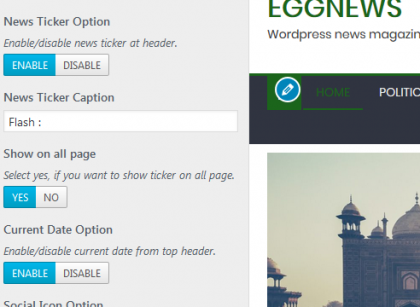 News Ticker Option
Enable/disable news ticker at header.
ENABLE DISABLE
News Ticker Caption
Flash :
Show on all page
Select yes, if you want to show ticker on all page.
YES NO
Current Date Option
Enable/disable current date from top header.
ENABLE DISABLE
Social Icon Option
EGGNEWS
Wordpress news magazin
HOME POLITIC